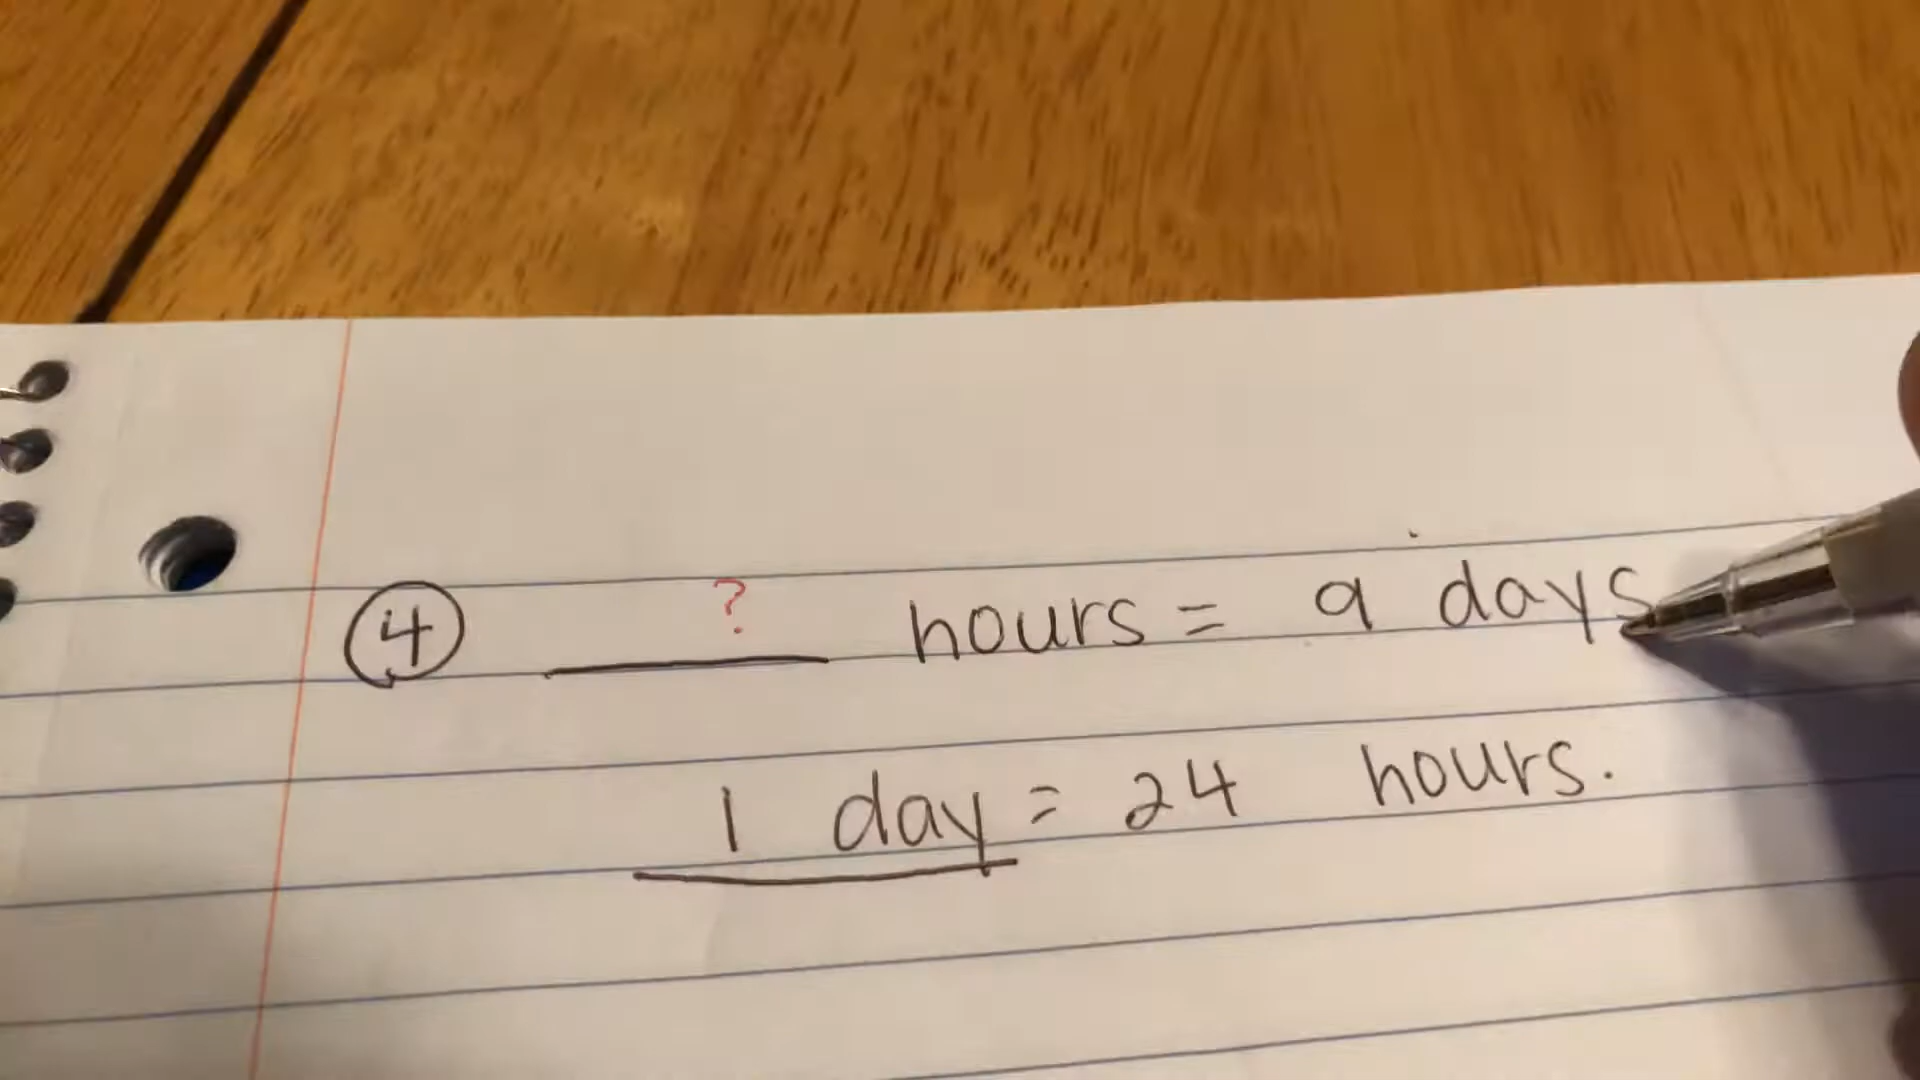 ④ ? hours = 9 days
1 day = 24 hours.